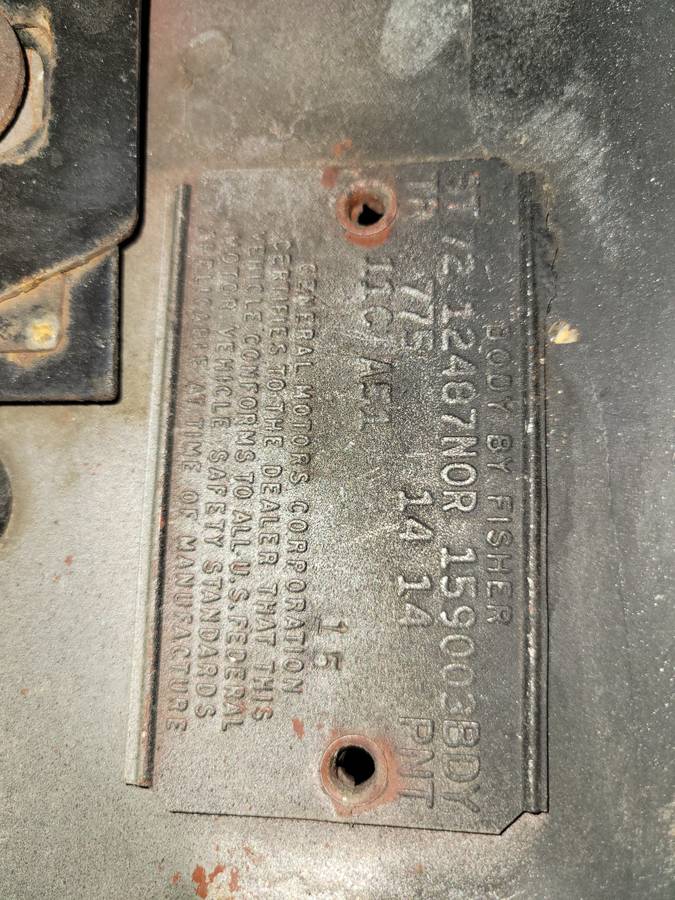 BODY BY FISHER
ST 72 12487NOR 159003BDY
TR 775 14 14 PNT
11C AE1
15
GENERAL MOTORS CORPORATION
CERTIFIES TO THE DEALER THAT THIS
VEHICLE CONFORMS TO ALL U.S. FEDERAL
MOTOR VEHICLE SAFETY STANDARDS
APPLICABLE AT TIME OF MANUFACTURE